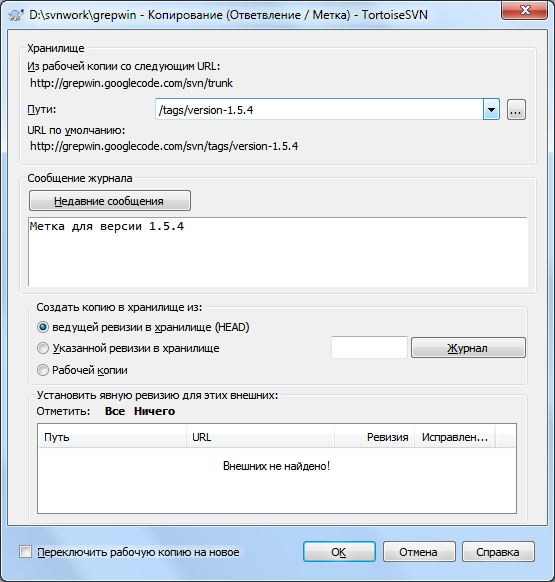 D:\svnwork\grepwin - Копирование (Ответвление / Метка) - TortoiseSVN
Хранилище
Из рабочей копии со следующим URL:
http://grepwin.googlecode.com/svn/trunk
Пути: /tags/version-1.5.4 ...
URL по умолчанию:
http://grepwin.googlecode.com/svn/tags/version-1.5.4
Сообщение журнала
Недавние сообщения
Метка для версии 1.5.4
Создать копию в хранилище из:
ведущей ревизии в хранилище (HEAD)
Указанной ревизии в хранилище Журнал
Рабочей копии
Установить явную ревизию для этих внешних:
Отметить: Все Ничего
Путь URL Ревизия Исправлен...
Внешних не найдено!
Переключить рабочую копию на новое OK Отмена Справка